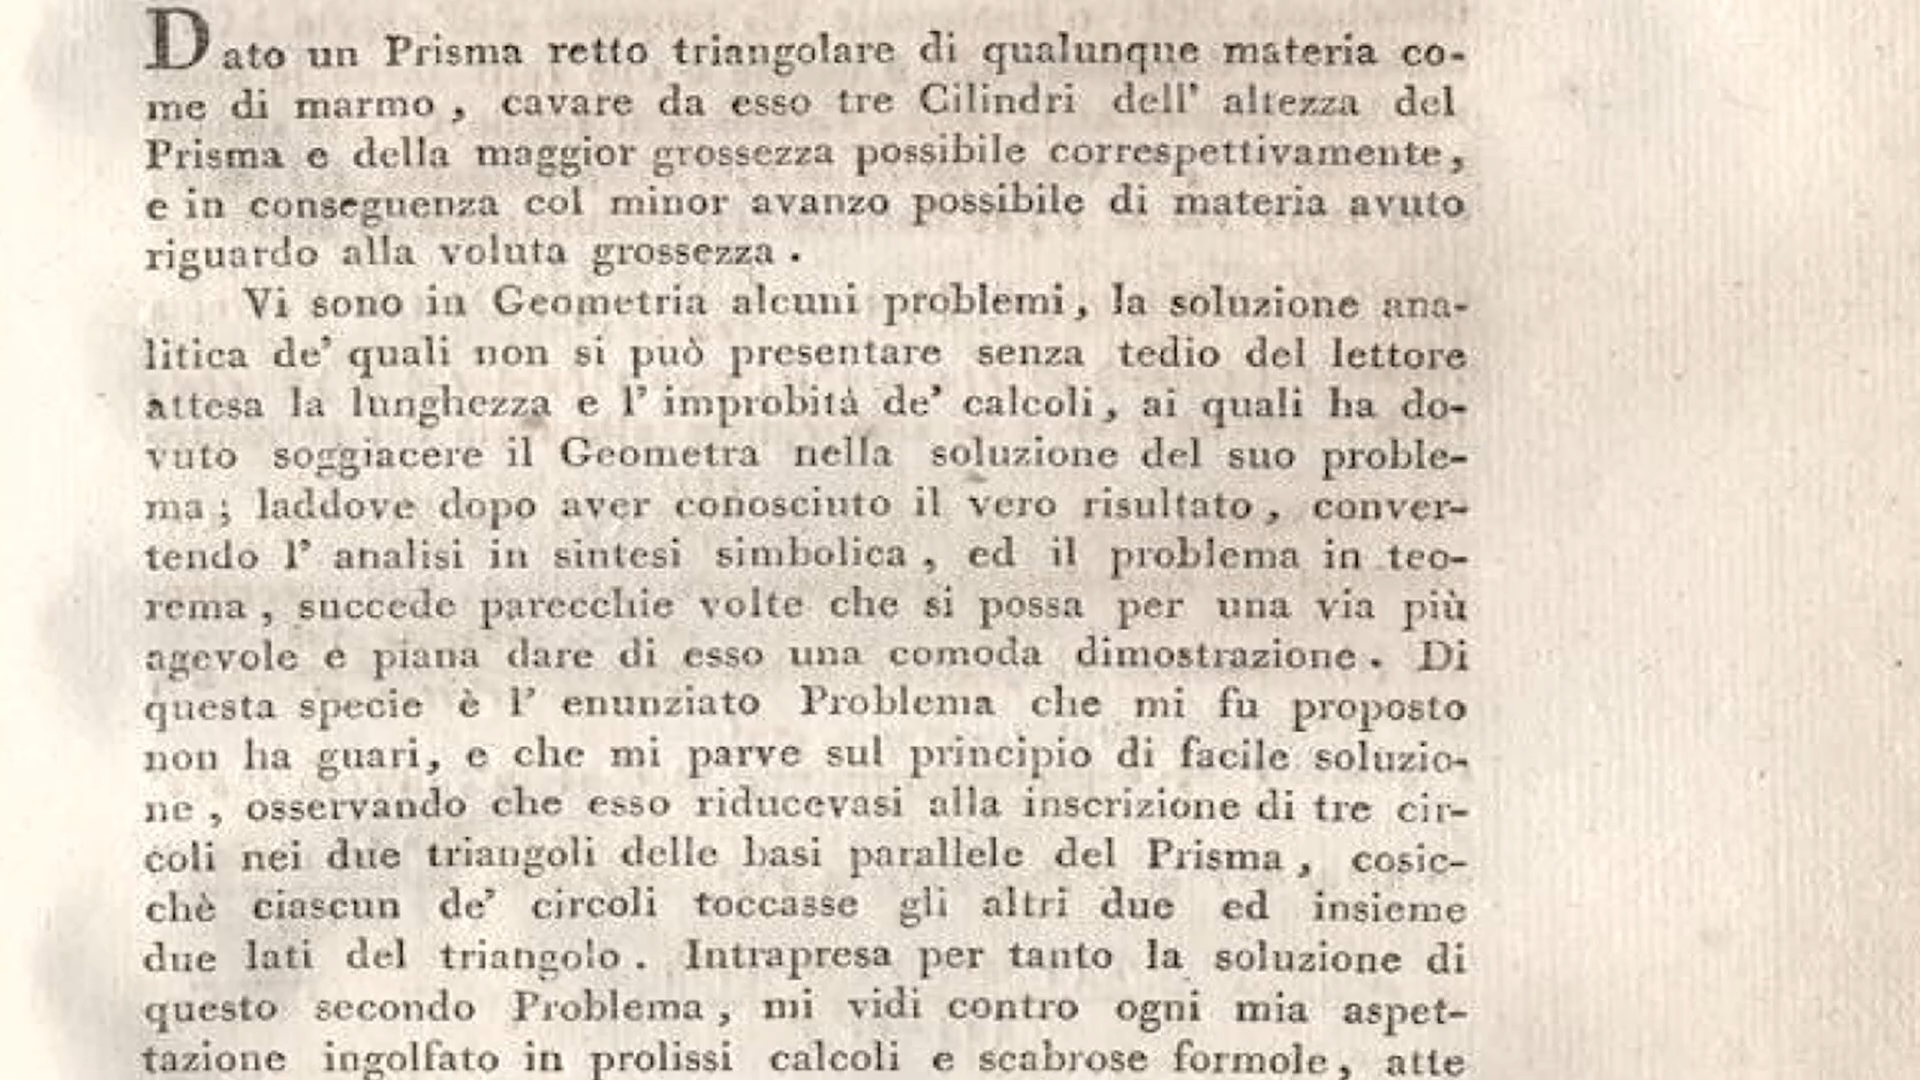 Dato un Prisma retto triangolare di qualunque materia co-
me di marmo , cavare da esso tre Cilindri dell' altezza del
Prisma e della maggior grossezza possibile correspettivamente,
e in conseguenza col minor avanzo possibile di materia avuto
riguardo alla voluta grossezza .
Vi sono in Geometria alcuni problemi, la soluzione ana-
litica de' quali non si può presentare senza tedio del lettore
attesa la lunghezza e l' improbità de' calcoli, ai quali ha do-
vuto soggiacere il Geometra nella soluzione del suo proble-
ma ; laddove dopo aver conosciuto il vero risultato , conver-
tendo l' analisi in sintesi simbolica , ed il problema in teo-
rema , succede parecchie volte che si possa per una via più
agevole e piana dare di esso una comoda dimostrazione . Di
questa specie è l' enunziato Problema che mi fu proposto
non ha guari, e che mi parve sul principio di facile soluzio-
ne , osservando che esso riducevasi alla inscrizione di tre cir-
coli nei due triangoli delle basi parallele del Prisma , cosic-
chè ciascun de' circoli toccasse gli altri due ed insieme
due lati del triangolo . Intrapresa per tanto la soluzione di
questo secondo Problema , mi vidi contro ogni mia aspet-
tazione ingolfato in prolissi calcoli e scabrose formole, atte